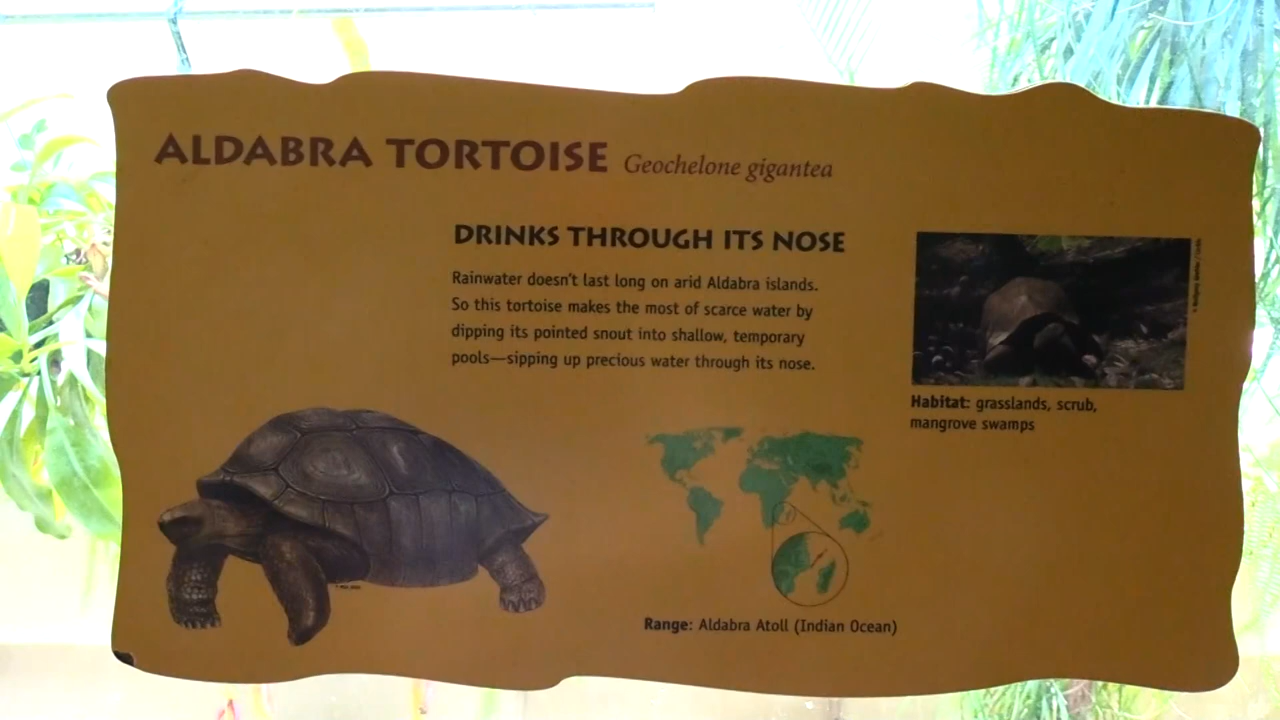 ALDABRA TORTOISE Geochelone gigantea
DRINKS THROUGH ITS NOSE
Rainwater doesn't last long on arid Aldabra islands.
So this tortoise makes the most of scarce water by
dipping its pointed snout into shallow, temporary
pools—sipping up precious water through its nose.
Habitat: grasslands, scrub,
mangrove swamps
Range: Aldabra Atoll (Indian Ocean)